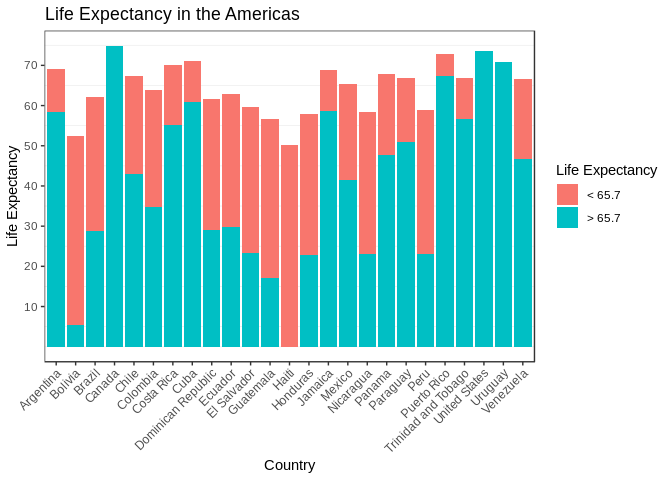 Life Expectancy in the Americas
Life Expectancy
70
60
50
40
30
20
10
Argentina
Bolivia
Brazil
Canada
Chile
Colombia
Costa Rica
Cuba
Dominican Republic
Ecuador
El Salvador
Guatemala
Haiti
Honduras
Jamaica
Mexico
Nicaragua
Panama
Paraguay
Peru
Puerto Rico
Trinidad and Tobago
United States
Uruguay
Venezuela
Country
Life Expectancy
< 65.7
> 65.7